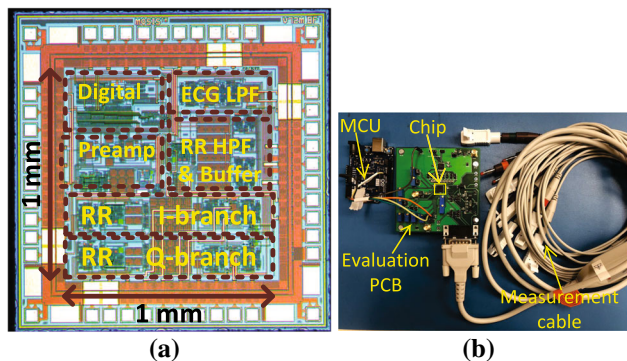 MOSIS
Digital
ECG LPF
Preamp
RR HPF
& Buffer
RR I-branch
RR Q-branch
1 mm
1 mm
(a)
MCU
Chip
Evaluation
PCB
Measurement
cable
(b)